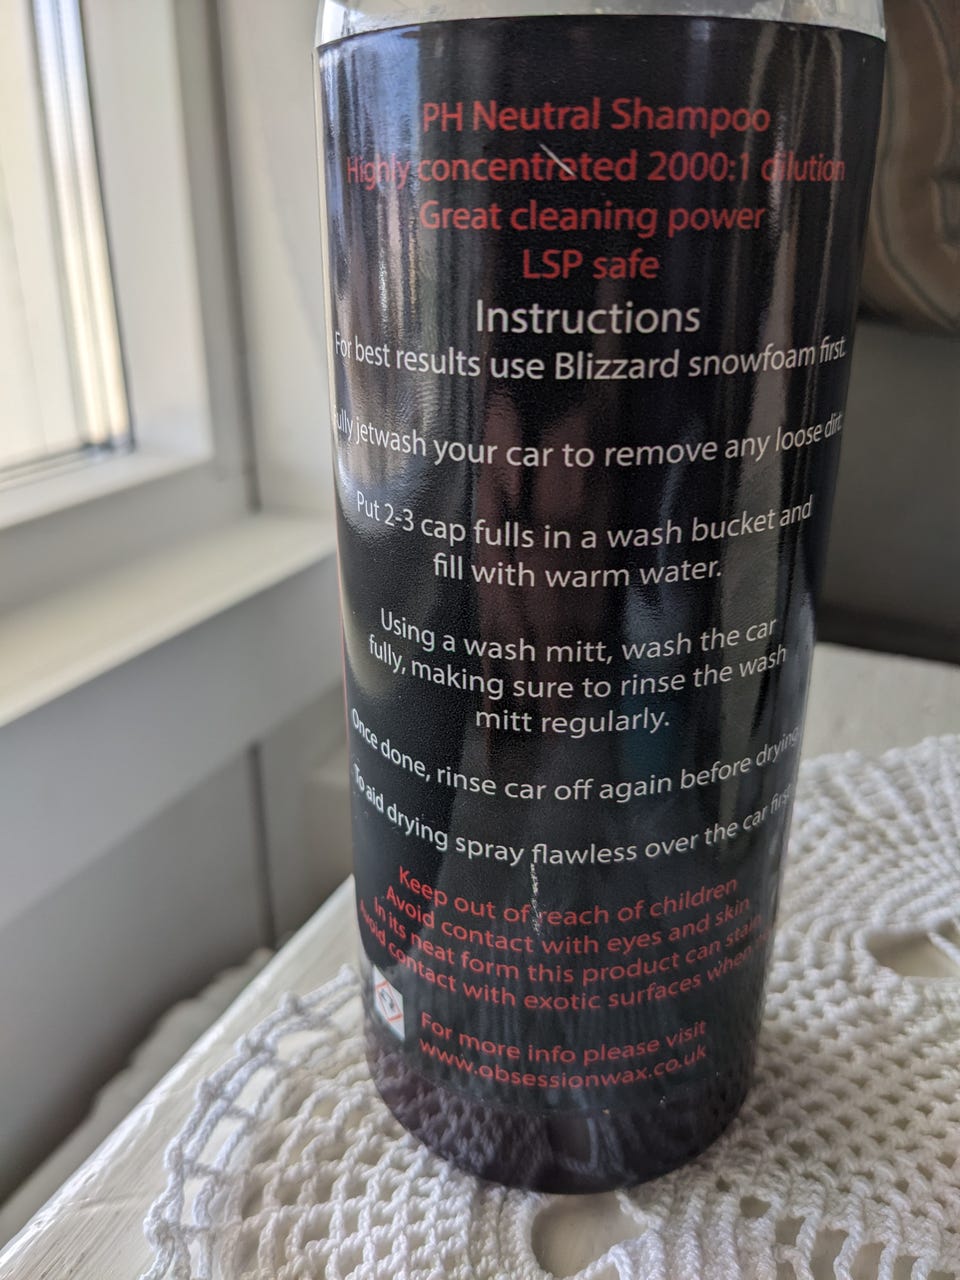 PH Neutral Shampoo
Highly concentrated 2000:1 dilution
Great cleaning power
LSP safe
Instructions
For best results use Blizzard snowfoam first.
ully jetwash your car to remove any loose dirt.
Put 2-3 cap fulls in a wash bucket and
fill with warm water.
Using a wash mitt, wash the car
fully, making sure to rinse the wash
mitt regularly.
Once done, rinse car off again before drying
To aid drying spray flawless over the car first
Keep out of reach of children
Avoid contact with eyes and skin
In its neat form this product can stain
Avoid contact with exotic surfaces when
For more info please visit
www.obsessionwax.co.uk